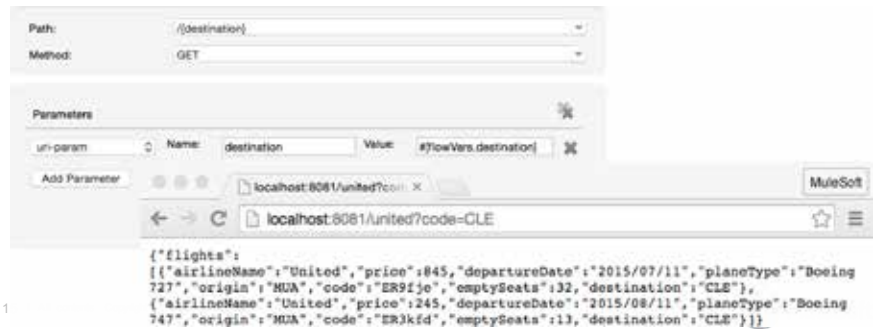 Path: /{destination}
Method: GET
Parameters
uri-param Name: destination Value: #[flowVars.destination]
Add Parameter
localhost:8081/united?con
MuleSoft
localhost:8081/united?code=CLE
{"flights":
[{"airlineName":"United","price":845,"departureDate":"2015/07/11","planeType":"Boeing
727","origin":"MUA","code":"ER9fje","emptySeats":32,"destination":"CLE"},
{"airlineName":"United","price":245,"departureDate":"2015/08/11","planeType":"Boeing
747","origin":"MUA","code":"ER3kfd","emptySeats":13,"destination":"CLE"}]}
1